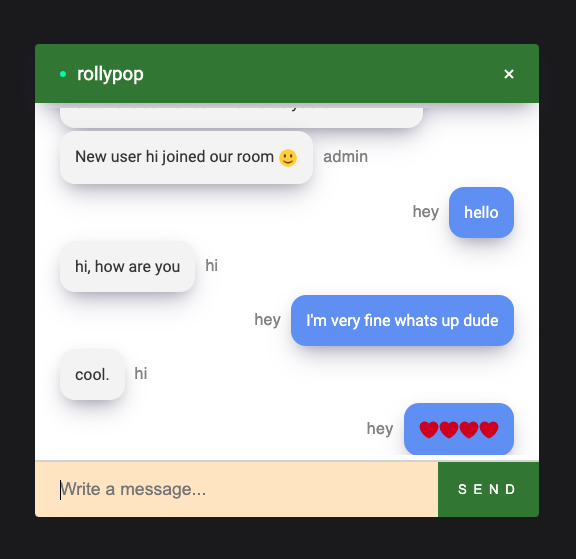 rollypop
×
New user hi joined our room 🙂 admin
hey hello
hi, how are you hi
hey I'm very fine whats up dude
cool. hi
hey ❤️❤️❤️❤️
Write a message... SEND